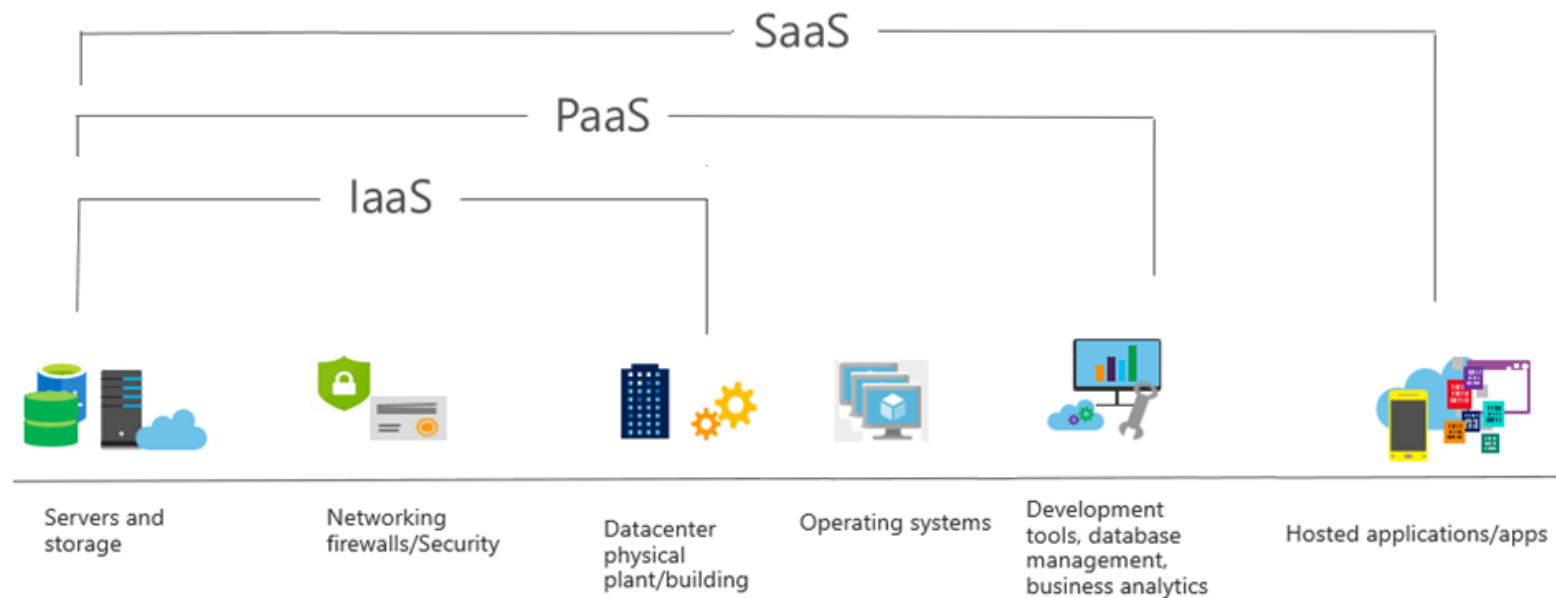 SaaS
PaaS
IaaS
Servers and
storage
Networking
firewalls/Security
Datacenter
physical
plant/building
Operating systems
Development
tools, database
management,
business analytics
Hosted applications/apps